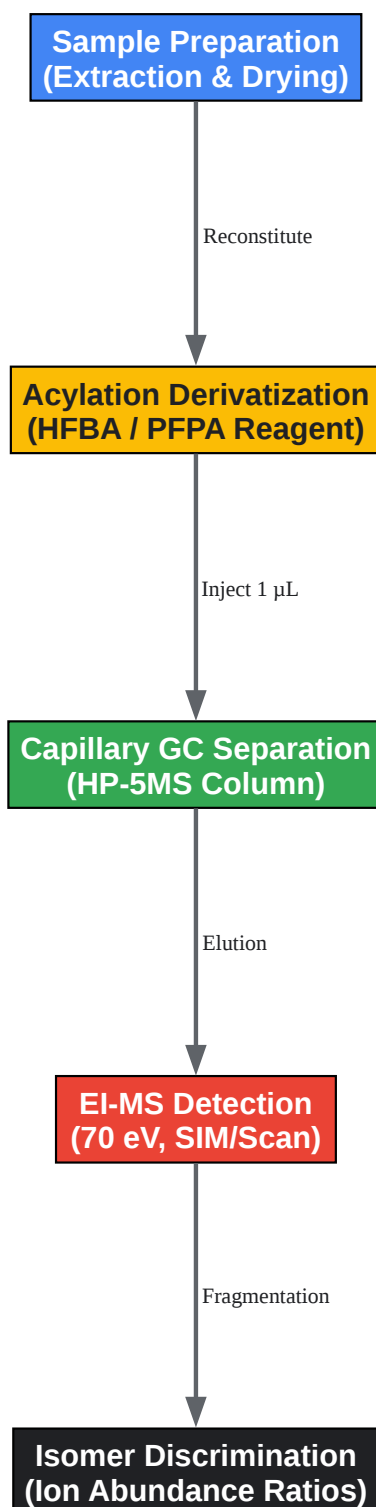 Sample Preparation
(Extraction & Drying)
Reconstitute
Acylation Derivatization
(HFBA / PFPA Reagent)
Inject 1 µL
Capillary GC Separation
(HP-5MS Column)
Elution
EI-MS Detection
(70 eV, SIM/Scan)
Fragmentation
Isomer Discrimination
(Ion Abundance Ratios)